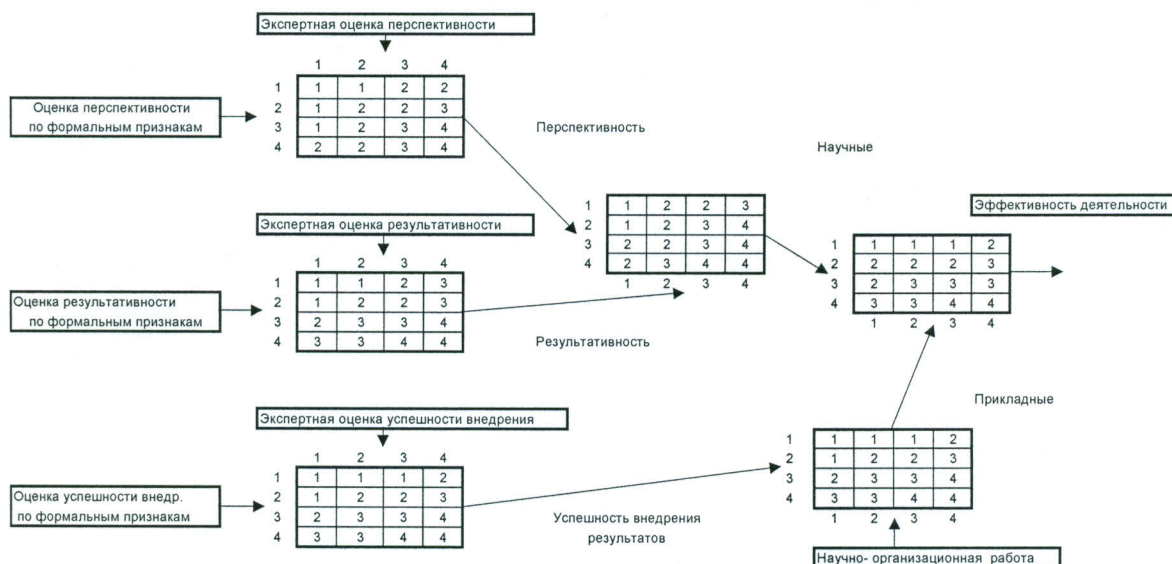 Экспертная оценка перспективности
1 2 3 4
1 1 1 2 2
2 1 2 2 3
3 1 2 3 4
4 2 2 3 4
Оценка перспективности
по формальным признакам
Перспективность
Научные
Экспертная оценка результативности
1 2 3 4
1 1 1 2 3
2 1 2 2 3
3 2 3 3 4
4 3 3 4 4
Оценка результативности
по формальным признакам
Результативность
1 1 2 2 3
2 1 2 3 4
3 2 2 3 4
4 2 3 4 4
1 2 3 4
Эффективность деятельности
1 1 1 1 2
2 2 2 2 3
3 2 3 3 3
4 3 3 4 4
1 2 3 4
Прикладные
Экспертная оценка успешности внедрения
1 2 3 4
1 1 1 1 2
2 1 2 2 3
3 2 3 3 4
4 3 3 4 4
Оценка успешности внедр.
по формальным признакам
Успешность внедрения
результатов
1 1 1 1 2
2 1 2 2 3
3 2 3 3 4
4 3 3 4 4
1 2 3 4
Научно- организационная работа